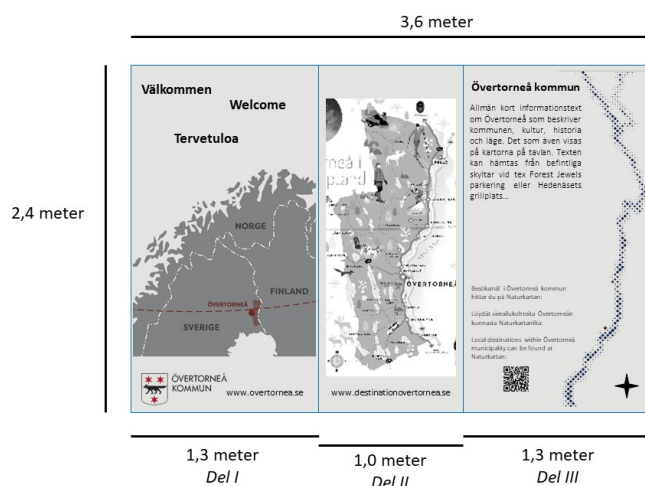 3,6 meter
2,4 meter
Välkommen
Welcome
Tervetuloa
NORGE
FINLAND
ÖVERTORNEÅ
SVERIGE
ÖVERTORNEÅ
KOMMUN
www.overtornea.se
rneå i
pland
ÖVERTORNEÅ
www.destinationovertornea.se
Övertorneå kommun
Allmän kort informationstext
om Övertorneå som beskriver
kommunen, kultur, historia
och läge. Det som även visas
på kartorna på tavlan. Texten
kan hämtas från befintliga
skyltar vid tex Forest Jewels
parkering eller Hedenäsets
grillplats...
Besöksmål i Övertorneå kommun
hittar du på Naturkartan:
Löydät vierailukohteita Övertorneån
kunnasta Naturkartanilta:
Local destinations within Övertorneå
municipality can be found at
Naturkartan:
1,3 meter
Del I
1,0 meter
Del II
1,3 meter
Del III